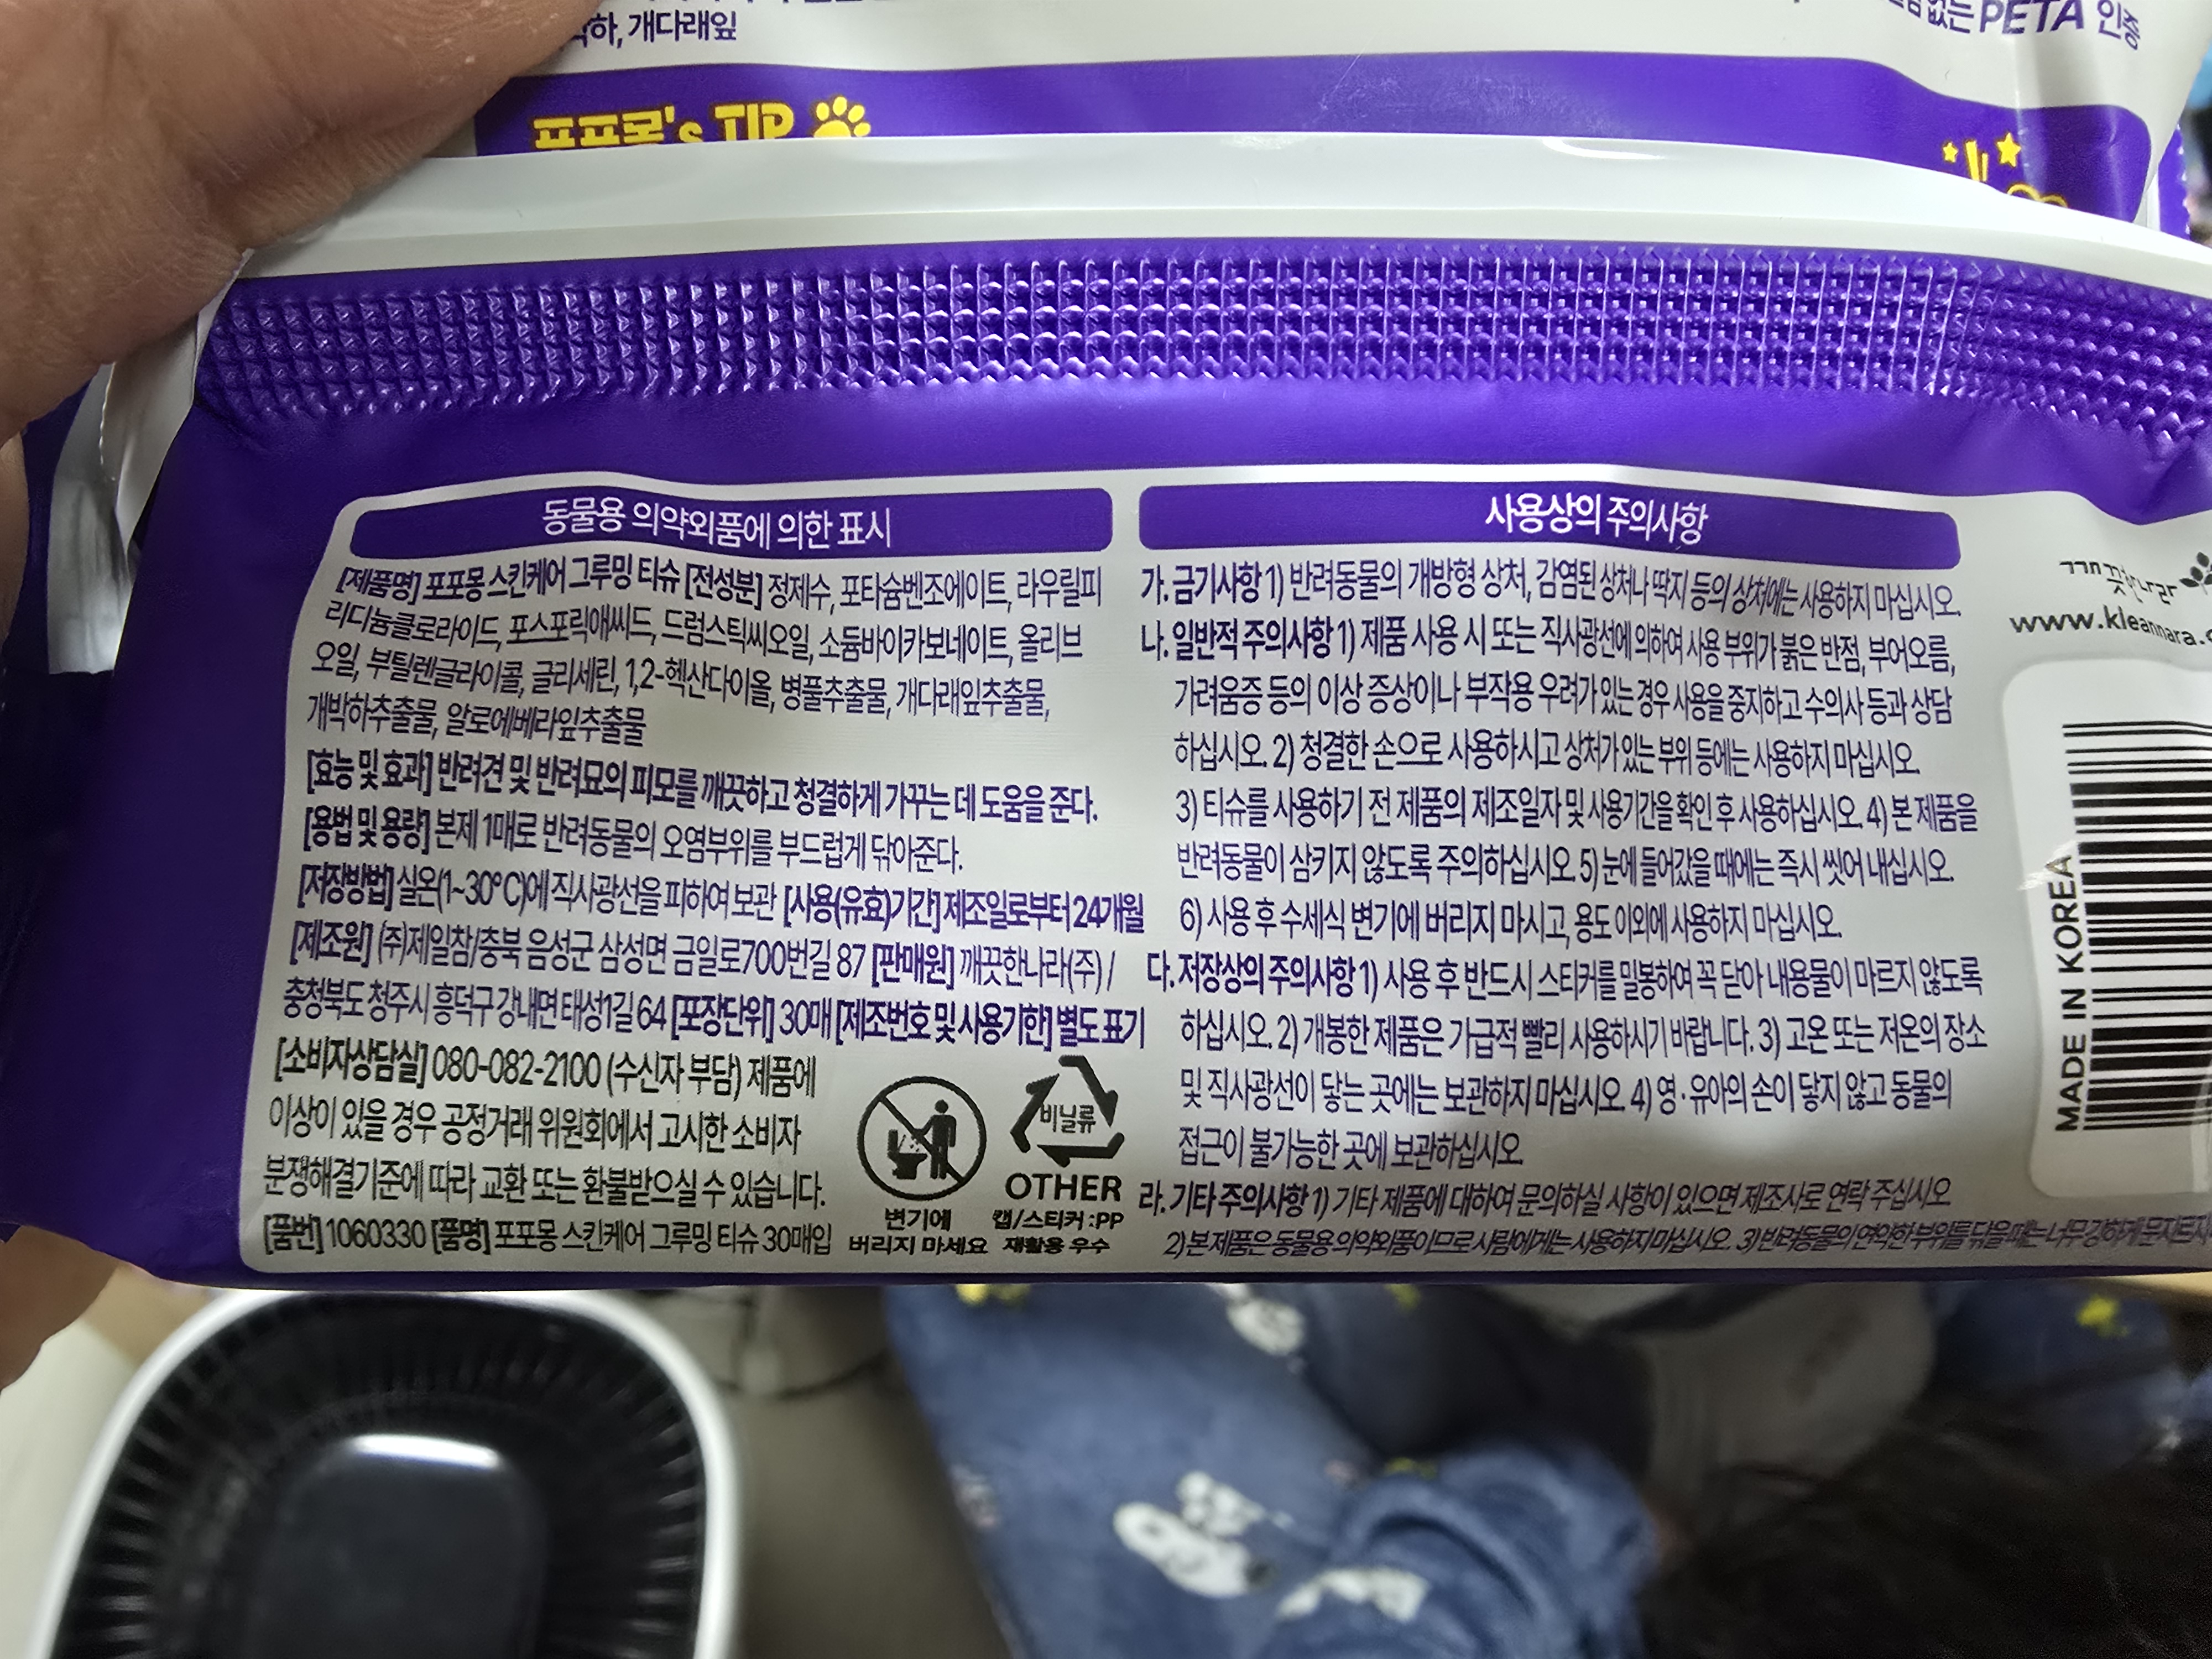 개다래잎
없는 PETA 인증
포포몽's TIP
동물용 의약외품에 의한 표시
[제품명] 포포몽 스킨케어 그루밍 티슈 [전성분] 정제수, 포타슘벤조에이트, 라우릴피
리디늄클로라이드, 포스포릭애씨드, 드럼스틱씨오일, 소듐바이카보네이트, 올리브
오일, 부틸렌글라이콜, 글리세린, 1,2-헥산다이올, 병풀추출물, 개다래잎추출물,
개박하추출물, 알로에베라잎추출물
[효능 및 효과] 반려견 및 반려묘의 피모를 깨끗하고 청결하게 가꾸는 데 도움을 준다.
[용법 및 용량] 본제 1매로 반려동물의 오염부위를 부드럽게 닦아준다.
[저장방법] 실온(1~30°C)에 직사광선을 피하여 보관 [사용(유효)기간] 제조일로부터 24개월
[제조원] (주)제일참/충북 음성군 삼성면 금일로700번길 87 [판매원] 깨끗한나라(주) /
충청북도 청주시 흥덕구 강내면 태성1길 64 [포장단위] 30매 [제조번호 및 사용기한] 별도 표기
[소비자상담실] 080-082-2100 (수신자 부담) 제품에
이상이 있을 경우 공정거래 위원회에서 고시한 소비자
분쟁해결기준에 따라 교환 또는 환불받으실 수 있습니다.
[품번] 1060330 [품명] 포포몽 스킨케어 그루밍 티슈 30매입
변기에
버리지 마세요
비닐류
OTHER
캡/스티커 : PP
재활용 우수
사용상의 주의사항
가. 금기사항 1) 반려동물의 개방형 상처, 감염된 상처나 딱지 등의 상처에는 사용하지 마십시오.
나. 일반적 주의사항 1) 제품 사용 시 또는 직사광선에 의하여 사용 부위가 붉은 반점, 부어오름,
가려움증 등의 이상 증상이나 부작용 우려가 있는 경우 사용을 중지하고 수의사 등과 상담
하십시오. 2) 청결한 손으로 사용하시고 상처가 있는 부위 등에는 사용하지 마십시오.
3) 티슈를 사용하기 전 제품의 제조일자 및 사용기간을 확인 후 사용하십시오. 4) 본 제품을
반려동물이 삼키지 않도록 주의하십시오. 5) 눈에 들어갔을 때에는 즉시 씻어 내십시오.
6) 사용 후 수세식 변기에 버리지 마시고, 용도 이외에 사용하지 마십시오.
다. 저장상의 주의사항 1) 사용 후 반드시 스티커를 밀봉하여 꼭 닫아 내용물이 마르지 않도록
하십시오. 2) 개봉한 제품은 가급적 빨리 사용하시기 바랍니다. 3) 고온 또는 저온의 장소
및 직사광선이 닿는 곳에는 보관하지 마십시오. 4) 영·유아의 손이 닿지 않고 동물의
접근이 불가능한 곳에 보관하십시오
라. 기타 주의사항 1) 기타 제품에 대하여 문의하실 사항이 있으면 제조사로 연락 주십시오
2) 본 제품은 동물용 의약외품이므로 사람에게는 사용하지 마십시오. 3) 반려동물의 연약한 부위를 닦을 때는 너무 강하게
깨끗한나라
www.kleannara.
MADE IN KOREA